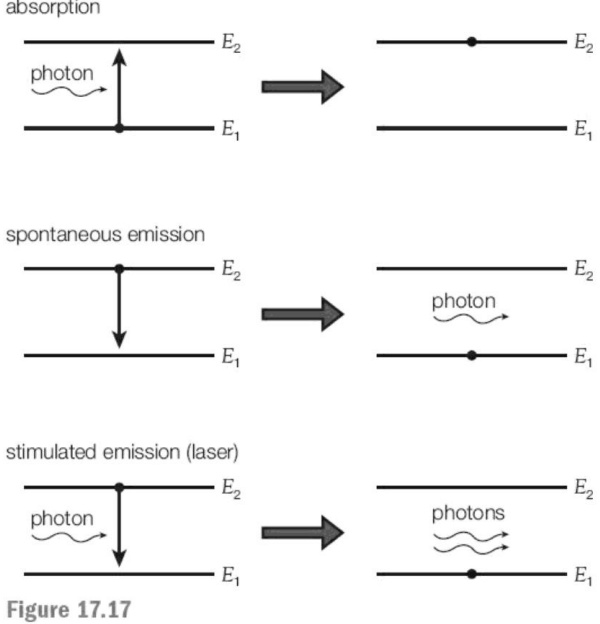 absorption
E₂
E₂
photon
E₁
E₁
spontaneous emission
E₂
E₂
photon
E₁
E₁
stimulated emission (laser)
E₂
E₂
photon
photons
E₁
E₁
Figure 17.17